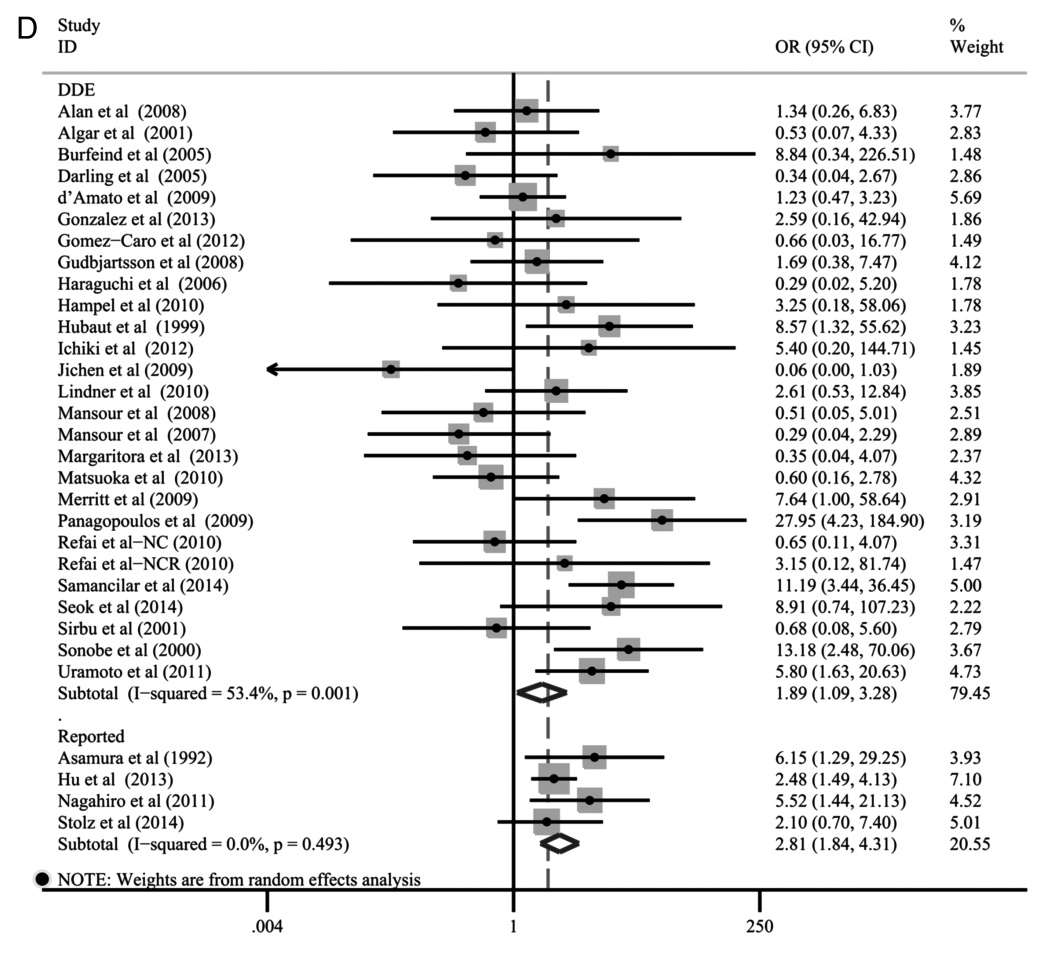 D
Study % 
ID OR (95% CI) Weight
DDE
Alan et al (2008) 1.34 (0.26, 6.83) 3.77
Algar et al (2001) 0.53 (0.07, 4.33) 2.83
Burfeind et al (2005) 8.84 (0.34, 226.51) 1.48
Darling et al (2005) 0.34 (0.04, 2.67) 2.86
d’Amato et al (2009) 1.23 (0.47, 3.23) 5.69
Gonzalez et al (2013) 2.59 (0.16, 42.94) 1.86
Gomez−Caro et al (2012) 0.66 (0.03, 16.77) 1.49
Gudbjartsson et al (2008) 1.69 (0.38, 7.47) 4.12
Haraguchi et al (2006) 0.29 (0.02, 5.20) 1.78
Hampel et al (2010) 3.25 (0.18, 58.06) 1.78
Hubaut et al (1999) 8.57 (1.32, 55.62) 3.23
Ichiki et al (2012) 5.40 (0.20, 144.71) 1.45
Jichen et al (2009) 0.06 (0.00, 1.03) 1.89
Lindner et al (2010) 2.61 (0.53, 12.84) 3.85
Mansour et al (2008) 0.51 (0.05, 5.01) 2.51
Mansour et al (2007) 0.29 (0.04, 2.29) 2.89
Margaritora et al (2013) 0.35 (0.04, 4.07) 2.37
Matsuoka et al (2010) 0.60 (0.16, 2.78) 4.32
Merritt et al (2009) 7.64 (1.00, 58.64) 2.91
Panagopoulos et al (2009) 27.95 (4.23, 184.90) 3.19
Refai et al−NC (2010) 0.65 (0.11, 4.07) 3.31
Refai et al−NCR (2010) 3.15 (0.12, 81.74) 1.47
Samancilar et al (2014) 11.19 (3.44, 36.45) 5.00
Seok et al (2014) 8.91 (0.74, 107.23) 2.22
Sirbu et al (2001) 0.68 (0.08, 5.60) 2.79
Sonobe et al (2000) 13.18 (2.48, 70.06) 3.67
Uramoto et al (2011) 5.80 (1.63, 20.63) 4.73
Subtotal (I−squared = 53.4%, p = 0.001) 1.89 (1.09, 3.28) 79.45
.
Reported
Asamura et al (1992) 6.15 (1.29, 29.25) 3.93
Hu et al (2013) 2.48 (1.49, 4.13) 7.10
Nagahiro et al (2011) 5.52 (1.44, 21.13) 4.52
Stolz et al (2014) 2.10 (0.70, 7.40) 5.01
Subtotal (I−squared = 0.0%, p = 0.493) 2.81 (1.84, 4.31) 20.55
NOTE: Weights are from random effects analysis
.004 1 250